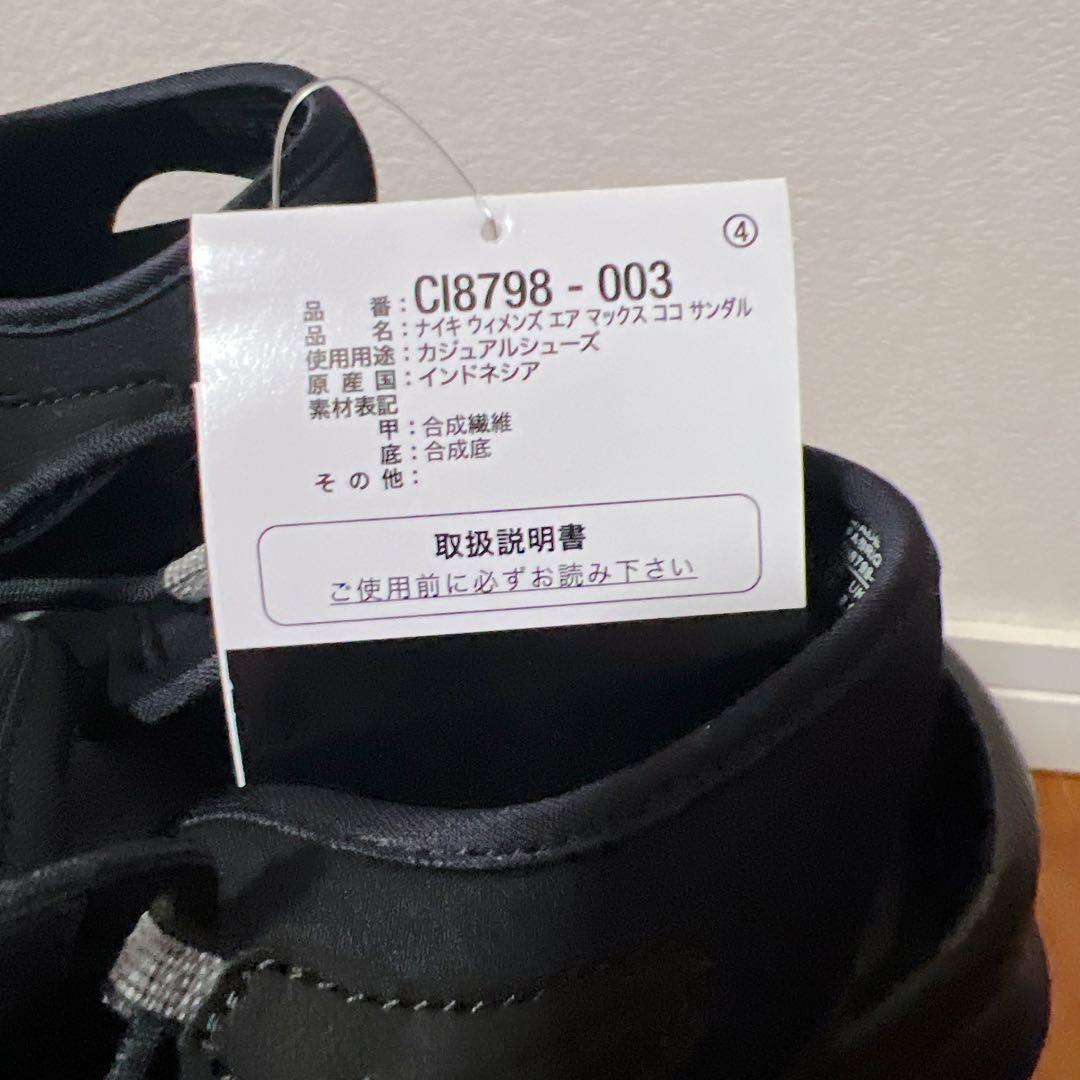 ④
品 番：CI8798 - 003
品 名：ナイキ ウィメンズ エア マックス ココ サンダル
使用用途：カジュアルシューズ
原 産 国：インドネシア
素材表記
甲：合成繊維
底：合成底
そ の 他：
取扱説明書
ご使用前に必ずお読み下さい